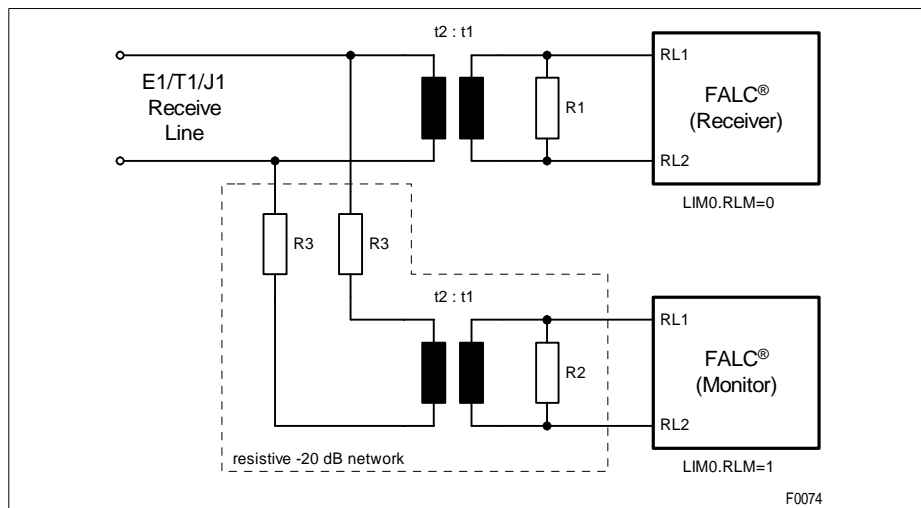 t2 : t1
E1/T1/J1
Receive
Line
R1
RL1
RL2
FALC®
(Receiver)
LIM0.RLM=0
R3
R3
t2 : t1
R2
RL1
RL2
FALC®
(Monitor)
resistive -20 dB network
LIM0.RLM=1
F0074